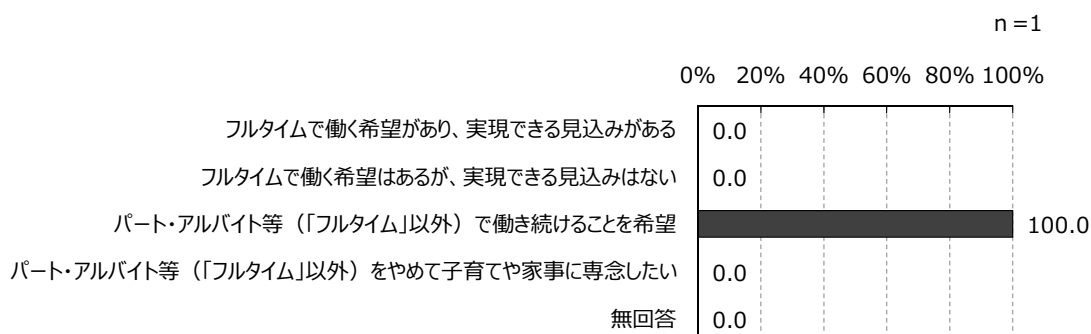 n =1
0% 20% 40% 60% 80% 100%
フルタイムで働く希望があり、実現できる見込みがある 0.0
フルタイムで働く希望はあるが、実現できる見込みはない 0.0
パート・アルバイト等（「フルタイム」以外）で働き続けることを希望 100.0
パート・アルバイト等（「フルタイム」以外）をやめて子育てや家事に専念したい 0.0
無回答 0.0